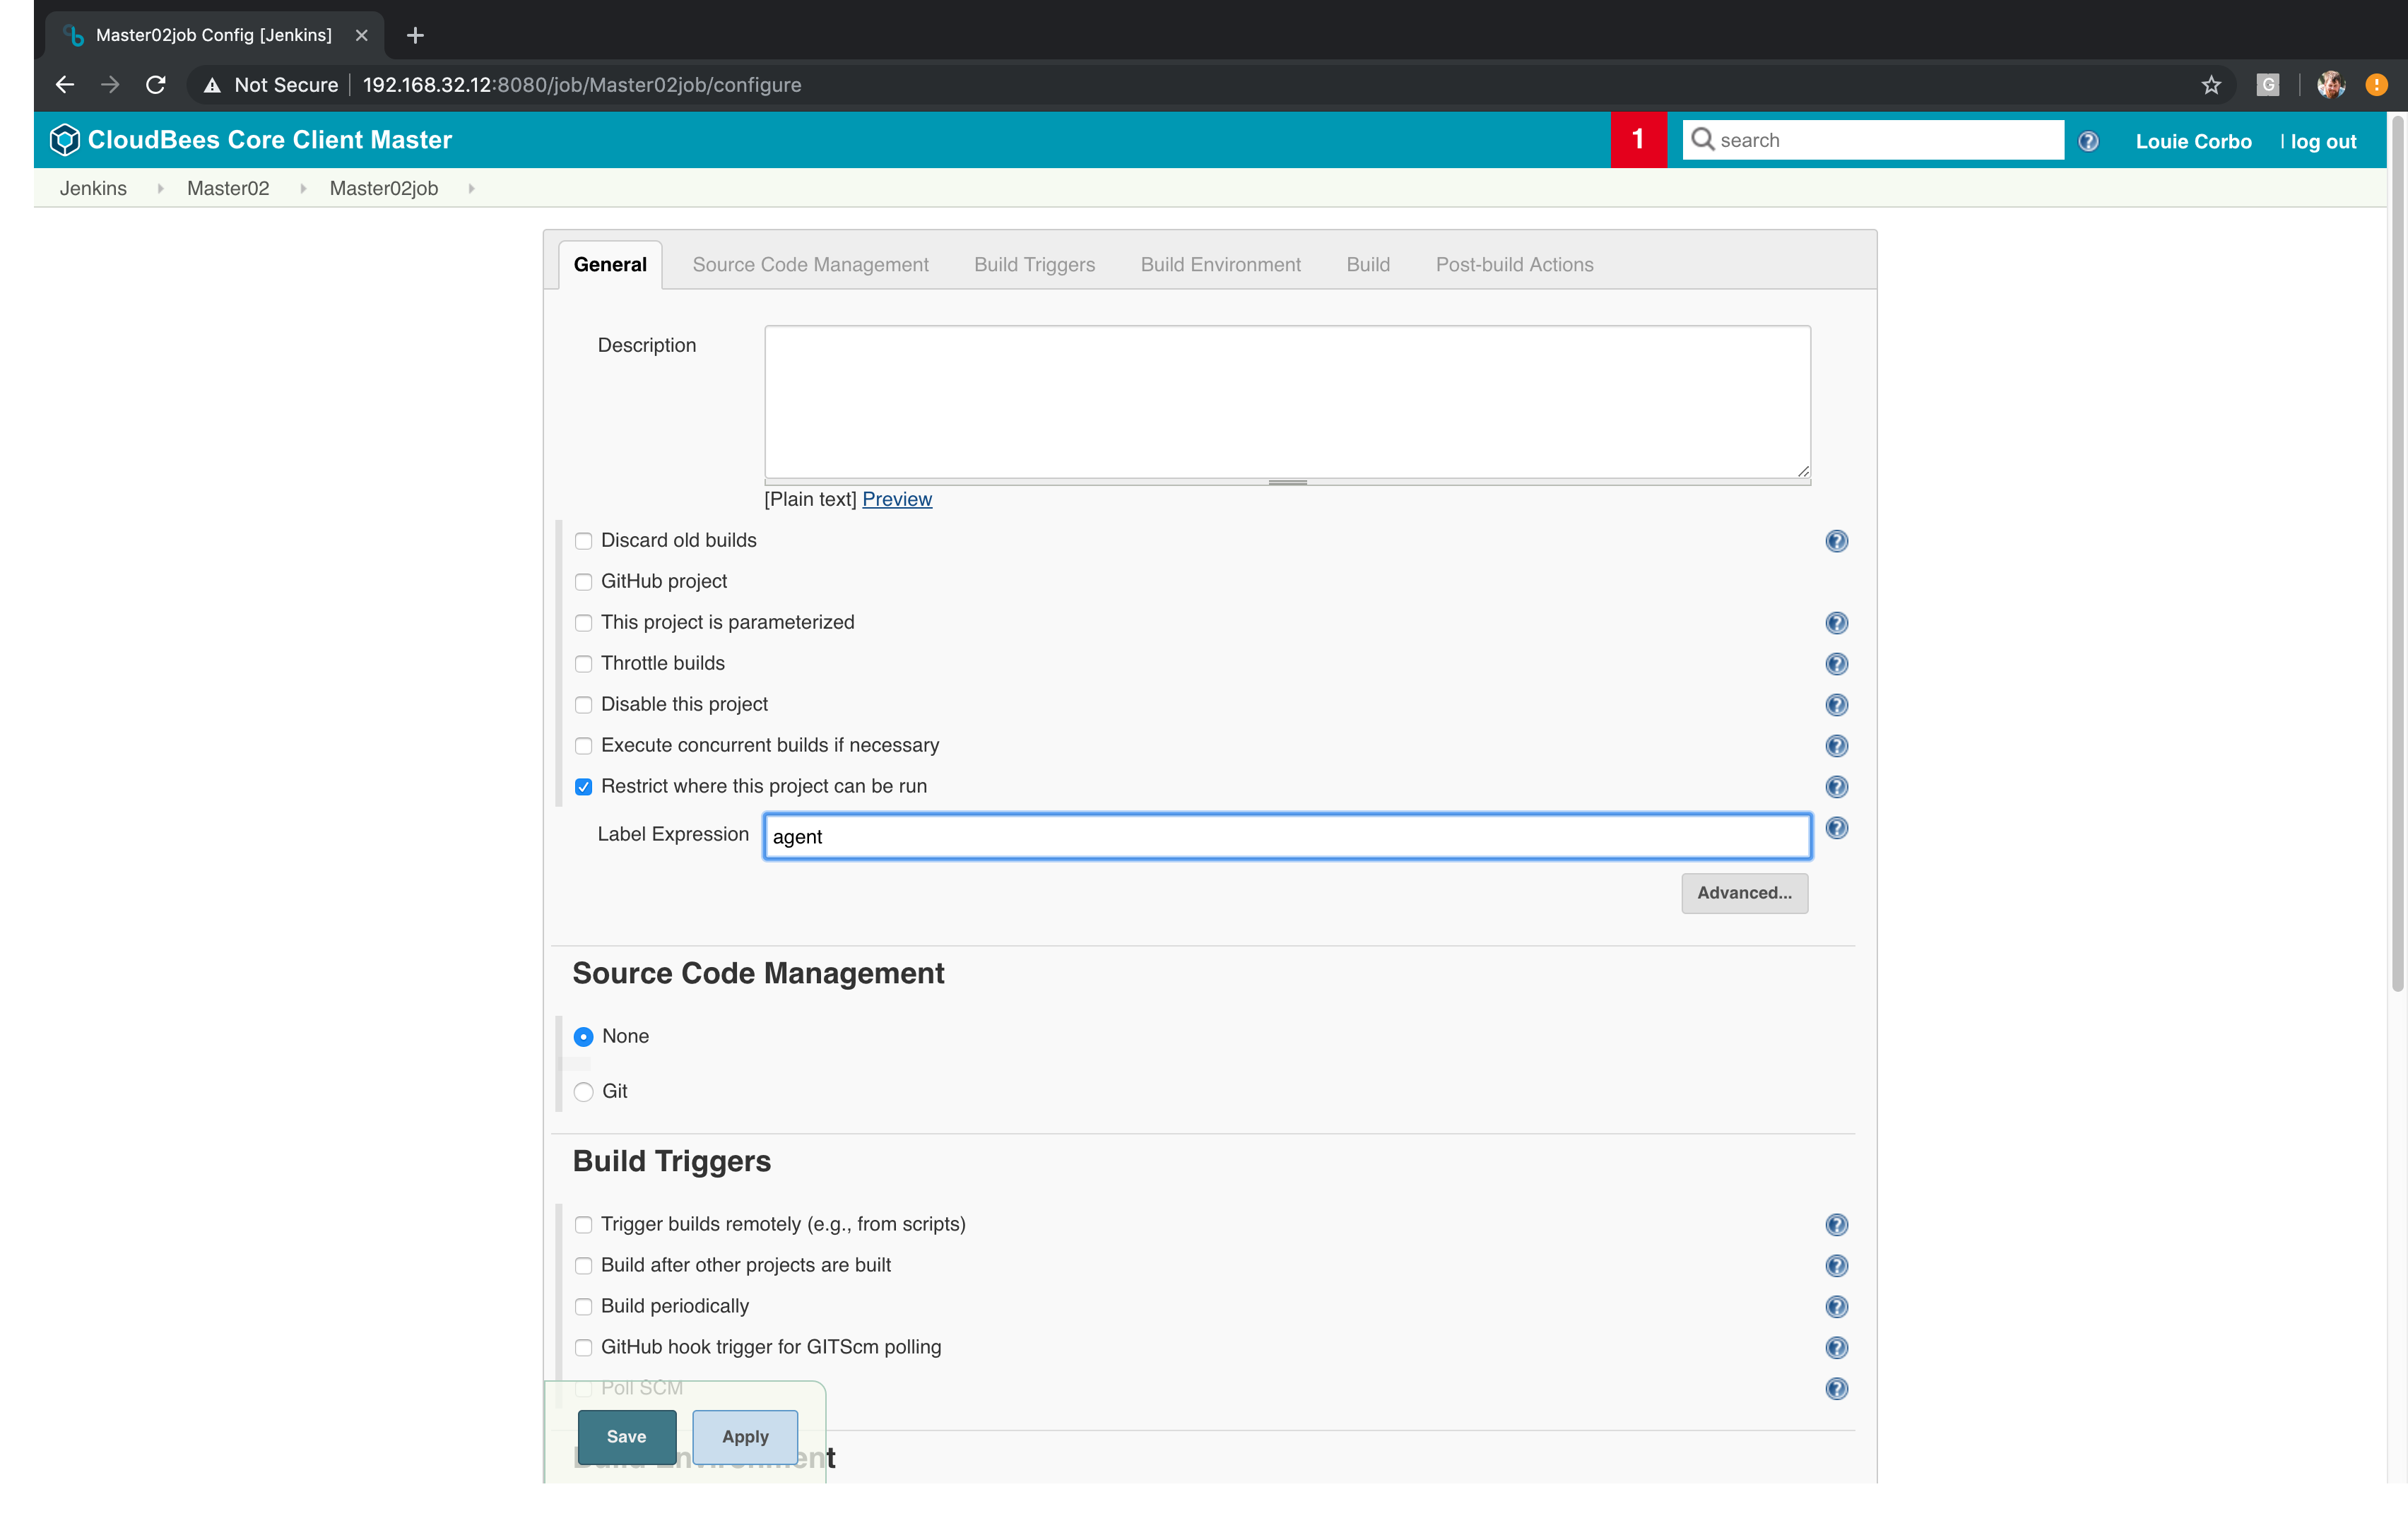 Master02job Config [Jenkins]
Not Secure 192.168.32.12:8080/job/Master02job/configure
G
CloudBees Core Client Master
1
search
Louie Corbo
| log out
Jenkins
Master02
Master02job
General
Source Code Management
Build Triggers
Build Environment
Build
Post-build Actions
Description
[Plain text] Preview
Discard old builds
GitHub project
This project is parameterized
Throttle builds
Disable this project
Execute concurrent builds if necessary
Restrict where this project can be run
Label Expression
agent
Advanced...
Source Code Management
None
Git
Build Triggers
Trigger builds remotely (e.g., from scripts)
Build after other projects are built
Build periodically
GitHub hook trigger for GITScm polling
Poll SCM
Save
Apply
Build Environment